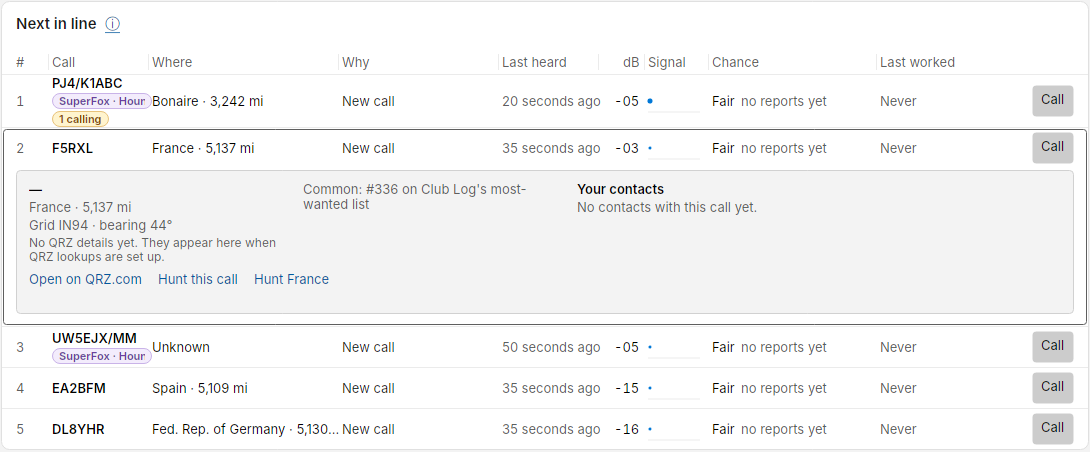 Next in line ⓘ
# Call Where Why Last heard dB Signal Chance Last worked
1 PJ4/K1ABC Bonaire · 3,242 mi New call 20 seconds ago -05 Fair no reports yet Never Call
SuperFox · Hour
1 calling
2 F5RXL France · 5,137 mi New call 35 seconds ago -03 Fair no reports yet Never Call
—
France · 5,137 mi
Grid IN94 · bearing 44°
No QRZ details yet. They appear here when
QRZ lookups are set up.
Open on QRZ.com Hunt this call Hunt France
Common: #336 on Club Log's most-
wanted list
Your contacts
No contacts with this call yet.
3 UW5EJX/MM Unknown New call 50 seconds ago -05 Fair no reports yet Never Call
SuperFox · Hour
4 EA2BFM Spain · 5,109 mi New call 35 seconds ago -15 Fair no reports yet Never Call
5 DL8YHR Fed. Rep. of Germany · 5,130... New call 35 seconds ago -16 Fair no reports yet Never Call